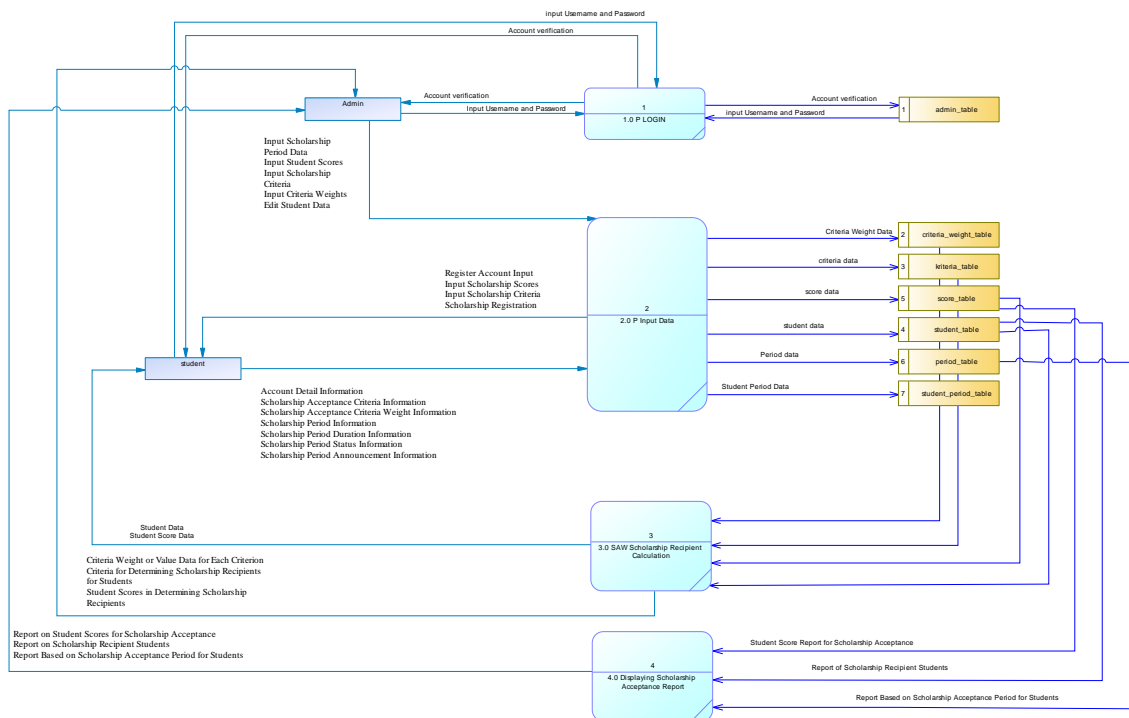 input Username and Password
Account verification
Admin
Account verification
Input Username and Password
1
1.0 P LOGIN
Account verification
input Username and Password
1
admin_table
Input Scholarship
Period Data
Input Student Scores
Input Scholarship
Criteria
Input Criteria Weights
Edit Student Data
Register Account Input
Input Scholarship Scores
Input Scholarship Criteria
Scholarship Registration
2
2.0 P Input Data
Criteria Weight Data
2
criteria_weight_table
criteria data
3
kriteria_table
score data
5
score_table
student data
4
student_table
Period data
6
period_table
Student Period Data
7
student_period_table
student
Account Detail Information
Scholarship Acceptance Criteria Information
Scholarship Acceptance Criteria Weight Information
Scholarship Period Information
Scholarship Period Duration Information
Scholarship Period Status Information
Scholarship Period Announcement Information
Student Data
Student Score Data
3
3.0 SAW Scholarship Recipient
Calculation
Criteria Weight or Value Data for Each Criterion
Criteria for Determining Scholarship Recipients
for Students
Student Scores in Determining Scholarship
Recipients
Report on Student Scores for Scholarship Acceptance
Report on Scholarship Recipient Students
Report Based on Scholarship Acceptance Period for Students
4
4.0 Displaying Scholarship
Acceptance Report
Student Score Report for Scholarship Acceptance
Report of Scholarship Recipient Students
Report Based on Scholarship Acceptance Period for Students